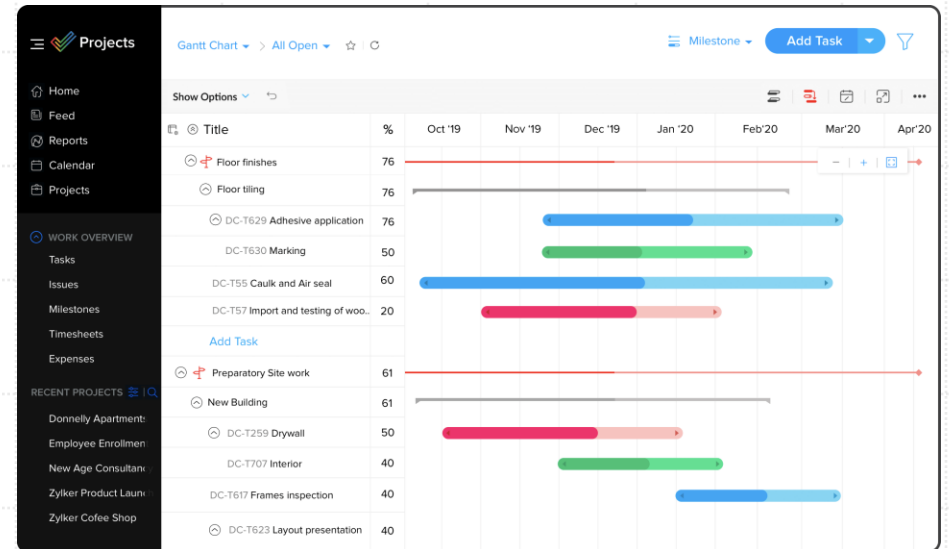 Projects
Home
Feed
Reports
Calendar
Projects
WORK OVERVIEW
Tasks
Issues
Milestones
Timesheets
Expenses
RECENT PROJECTS
Donnelly Apartments
Employee Enrollmen
New Age Consultancy
Zylker Product Launch
Zylker Cofee Shop
Gantt Chart > All Open
Milestone
Add Task
Show Options
Title % Oct '19 Nov '19 Dec '19 Jan '20 Feb'20 Mar'20 Apr'20
Floor finishes 76
Floor tiling 76
DC-T629 Adhesive application 76
DC-T630 Marking 50
DC-T55 Caulk and Air seal 60
DC-T57 Import and testing of woo.. 20
Add Task
Preparatory Site work 61
New Building 61
DC-T259 Drywall 50
DC-T707 Interior 40
DC-T617 Frames inspection 40
DC-T623 Layout presentation 40